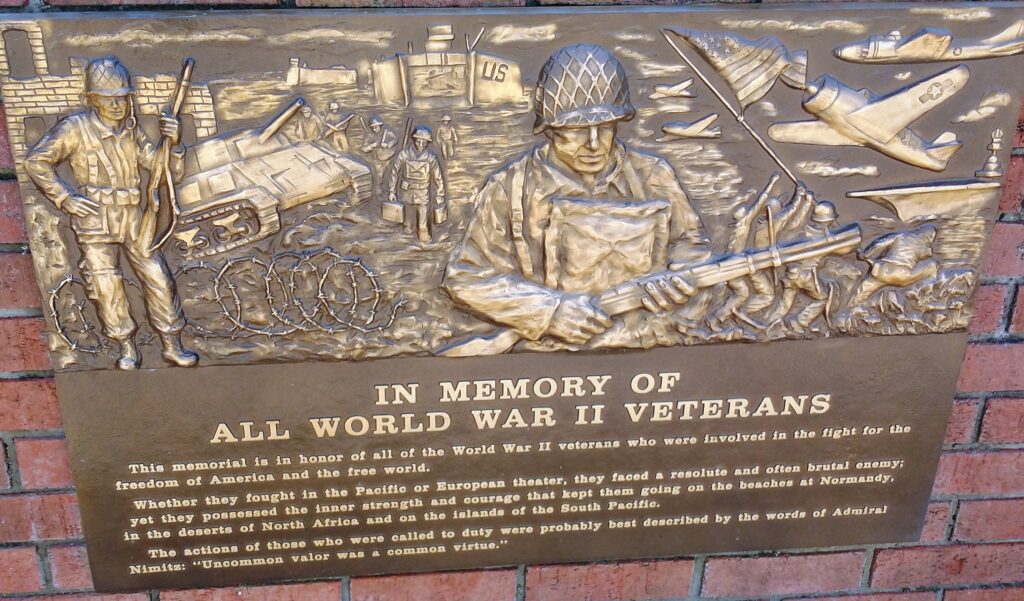 US
IN MEMORY OF
ALL WORLD WAR II VETERANS
This memorial is in honor of all of the World War II veterans who were involved in the fight for the
freedom of America and the free world.
Whether they fought in the Pacific or European theater, they faced a resolute and often brutal enemy;
yet they possessed the inner strength and courage that kept them going on the beaches at Normandy,
in the deserts of North Africa and on the islands of the South Pacific.
The actions of those who were called to duty were probably best described by the words of Admiral
Nimitz: "Uncommon valor was a common virtue."